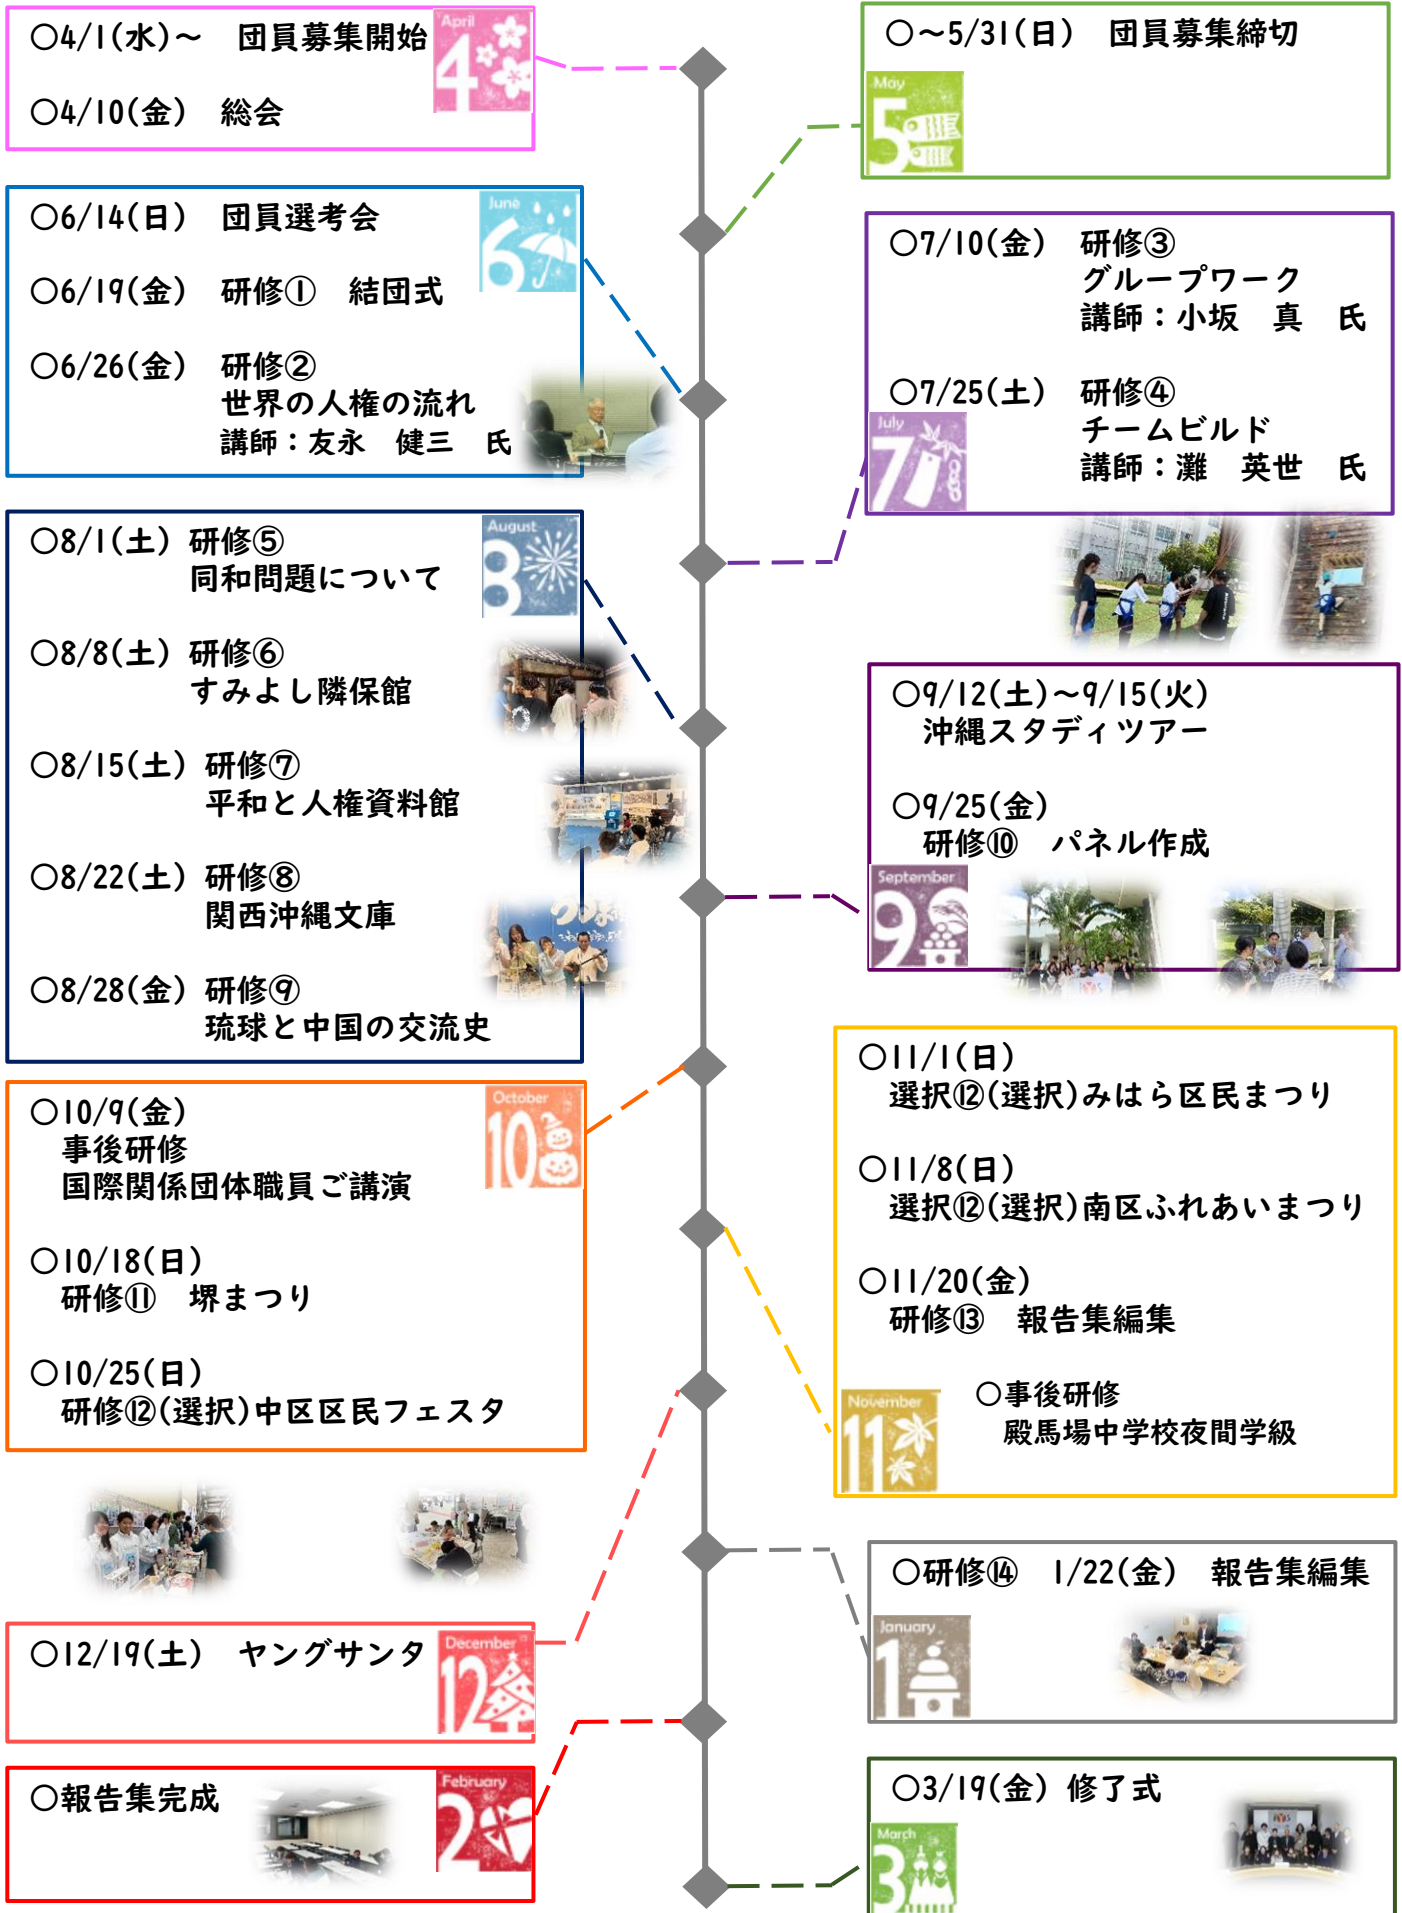 ○4/1(水)～　団員募集開始
○4/10(金)　総会
April
4
○～5/31(日)　団員募集締切
May
5
○6/14(日)　団員選考会
○6/19(金)　研修①　結団式
○6/26(金)　研修②
世界の人権の流れ
講師：友永　健三　氏
June
6
○7/10(金)　研修③
グループワーク
講師：小坂　真　氏
○7/25(土)　研修④
チームビルド
講師：灘　英世　氏
July
7
○8/1(土) 研修⑤
同和問題について
○8/8(土) 研修⑥
すみよし隣保館
○8/15(土) 研修⑦
平和と人権資料館
○8/22(土) 研修⑧
関西沖縄文庫
○8/28(金) 研修⑨
琉球と中国の交流史
August
8
○9/12(土)～9/15(火)
沖縄スタディツアー
○9/25(金)
研修⑩　パネル作成
September
9
○10/9(金)
事後研修
国際関係団体職員ご講演
○10/18(日)
研修⑪　堺まつり
○10/25(日)
研修⑫(選択)中区区民フェスタ
October
10
○11/1(日)
選択⑫(選択)みはら区民まつり
○11/8(日)
選択⑫(選択)南区ふれあいまつり
○11/20(金)
研修⑬　報告集編集
○事後研修
殿馬場中学校夜間学級
November
11
○12/19(土)　ヤングサンタ
December
12
○研修⑭　1/22(金)　報告集編集
January
1
○報告集完成
February
2
○3/19(金) 修了式
March
3